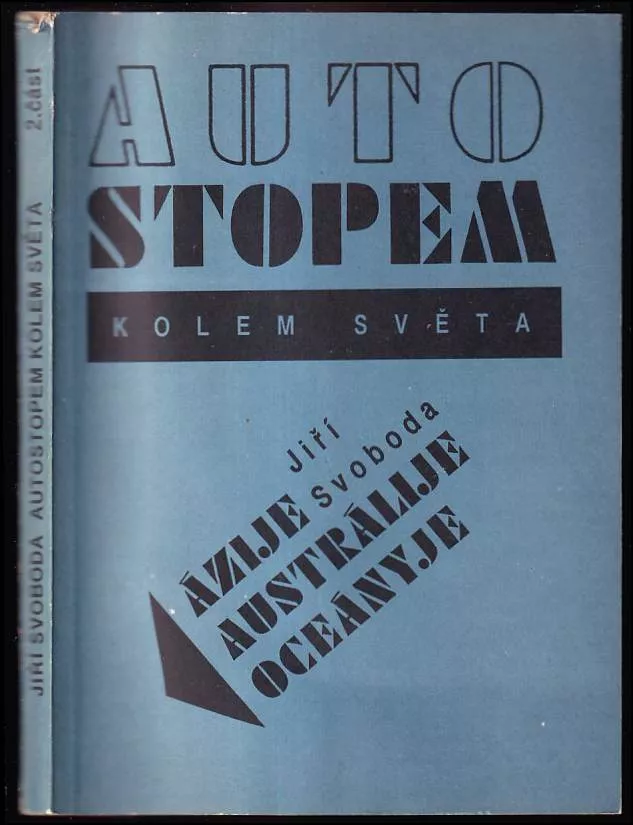 AUTO
STOPEM
KOLEM SVĚTA
Jiří
Svoboda
ÁZIJE
AUSTRÁLIJE
OCEÁNYJE
JIŘÍ SVOBODA AUTOSTOPEM KOLEM SVĚTA 2.část